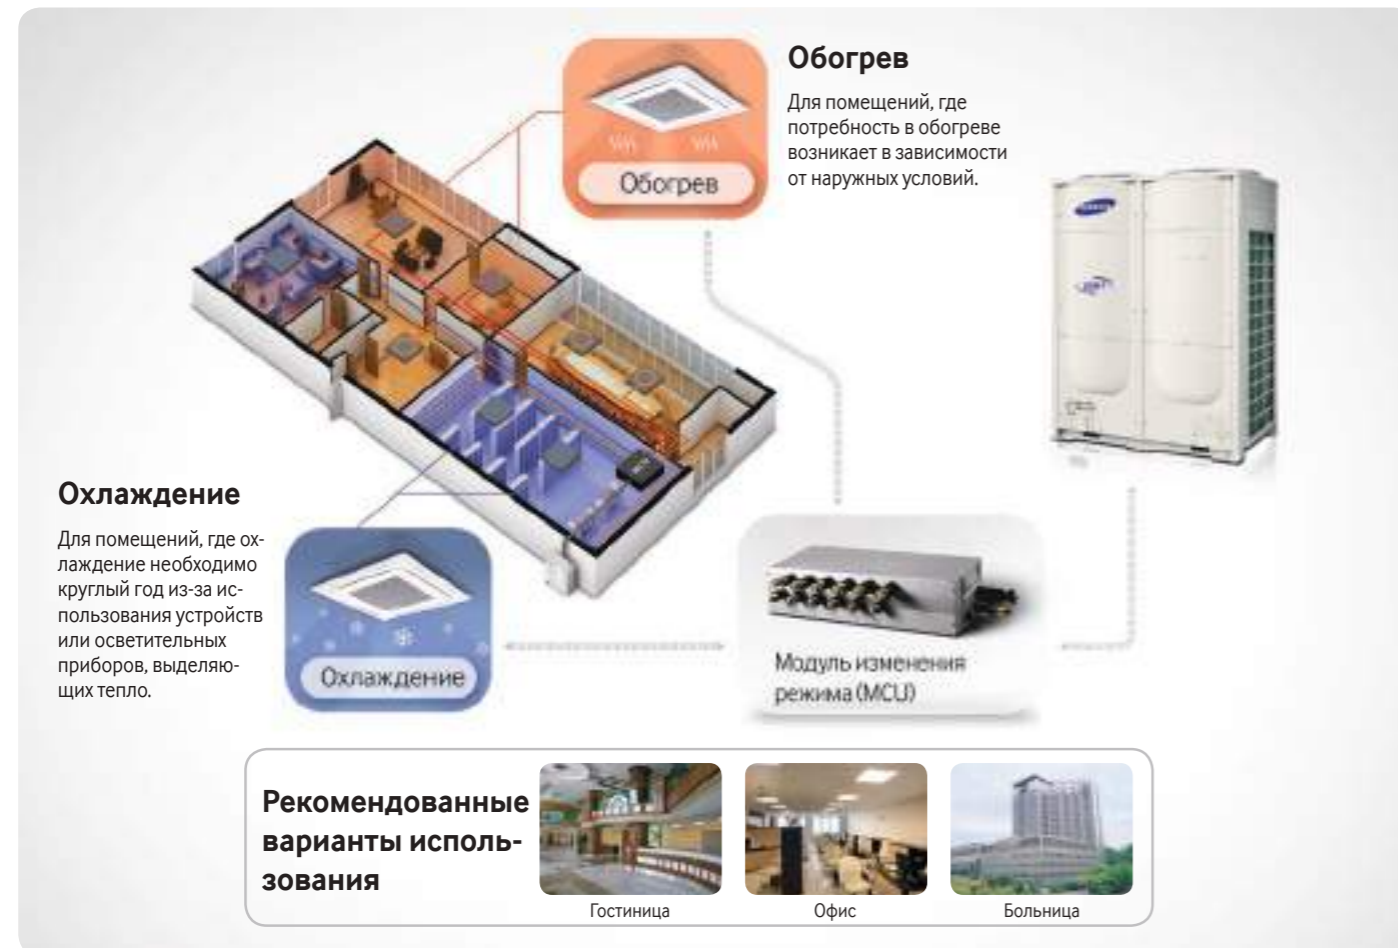 Обогрев
Для помещений, где
потребность в обогреве
возникает в зависимости
от наружных условий.
Обогрев
SAMSUNG
Охлаждение
Для помещений, где ох-
лаждение необходимо
круглый год из-за ис-
пользования устройств
или осветительных
приборов, выделяю-
щих тепло.
Охлаждение
Модуль изменения
режима (MCU)
Рекомендованные
варианты исполь-
зования
Гостиница
Офис
Больница